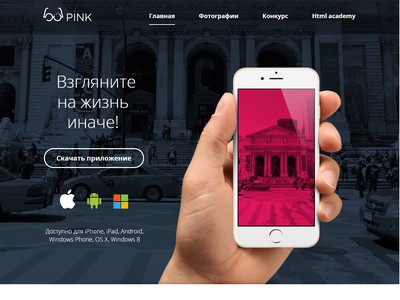 PINK
Главная Фотографии Конкурс Html academy
Взгляните
на жизнь
иначе!
Скачать приложение
Доступно для iPhone, iPad, Android,
Windows Phone, OS X, Windows 8